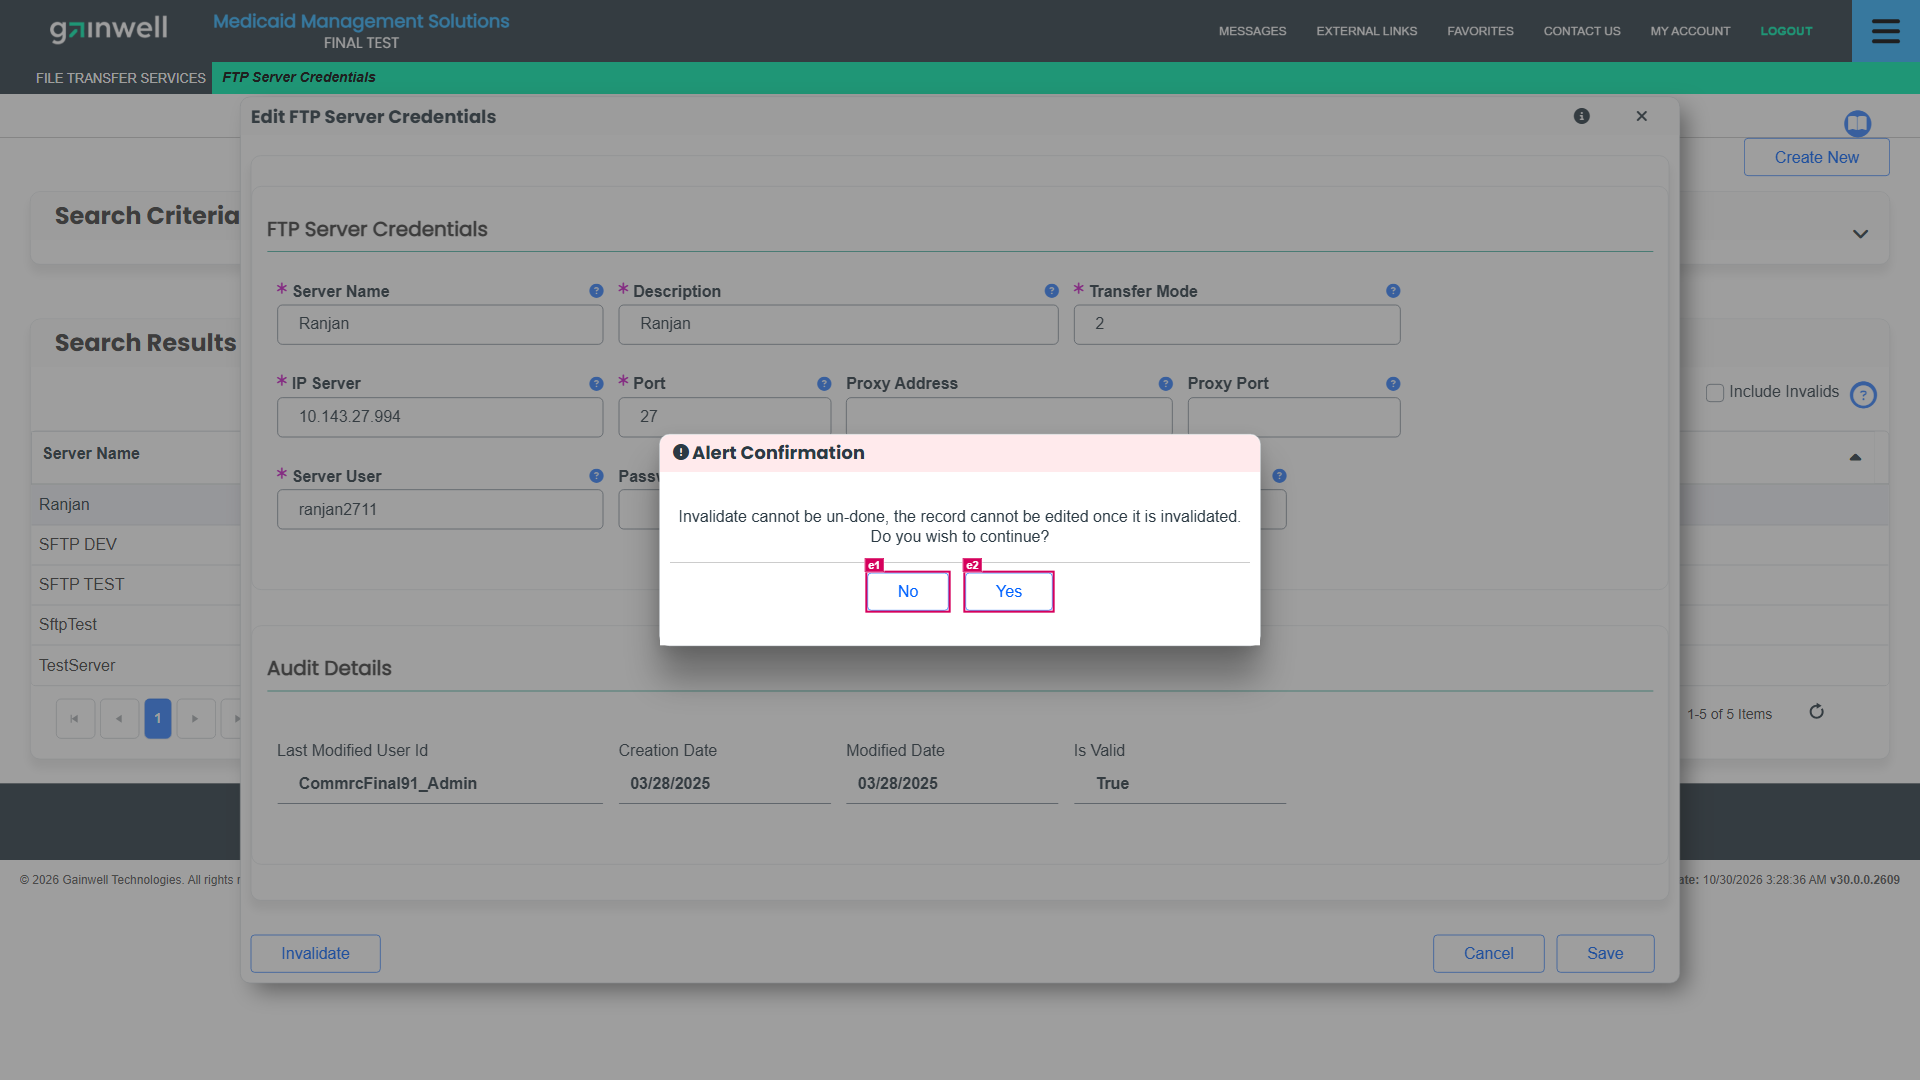 gainwell
Medicaid Management Solutions
FINAL TEST
MESSAGES
EXTERNAL LINKS
FAVORITES
CONTACT US
MY ACCOUNT
LOGOUT
FILE TRANSFER SERVICES
FTP Server Credentials
Edit FTP Server Credentials
Create New
Search Criteria
FTP Server Credentials
* Server Name
* Description
* Transfer Mode
Ranjan
Ranjan
2
Search Results
* IP Server
* Port
Proxy Address
Proxy Port
Include Invalids
10.143.27.994
27
Server Name
Alert Confirmation
* Server User
ranjan2711
Invalidate cannot be un-done, the record cannot be edited once it is invalidated.
Do you wish to continue?
e1
No
e2
Yes
Ranjan
SFTP DEV
SFTP TEST
SftpTest
TestServer
1
1-5 of 5 Items
Audit Details
Last Modified User Id
Creation Date
Modified Date
Is Valid
CommrcFinal91_Admin
03/28/2025
03/28/2025
True
© 2026 Gainwell Technologies. All rights
10/30/2026 3:28:36 AM v30.0.0.2609
Invalidate
Cancel
Save